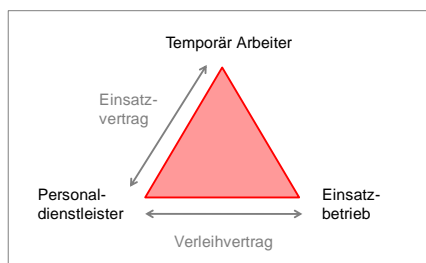 Temporär Arbeiter
Einsatz-
vertrag
Personal-
dienstleister
Einsatz-
betrieb
Verleihvertrag